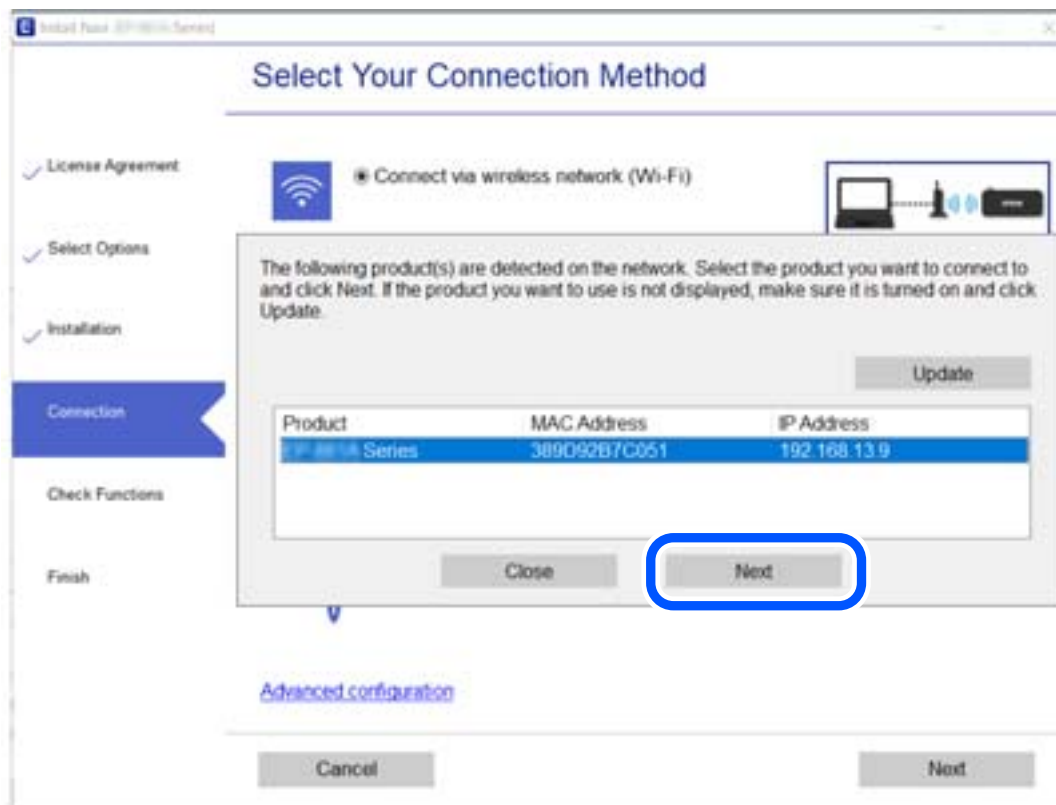 Install Navi
Series]
Select Your Connection Method
License Agreement
Connect via wireless network (Wi-Fi)
Select Options
The following product(s) are detected on the network. Select the product you want to connect to
and click Next. If the product you want to use is not displayed, make sure it is turned on and click
Update.
Installation
Update
Connection
Product MAC Address IP Address
Series 389D92B7C051 192.168.13.9
Check Functions
Close Next
Finish
Advanced configuration
Cancel Next